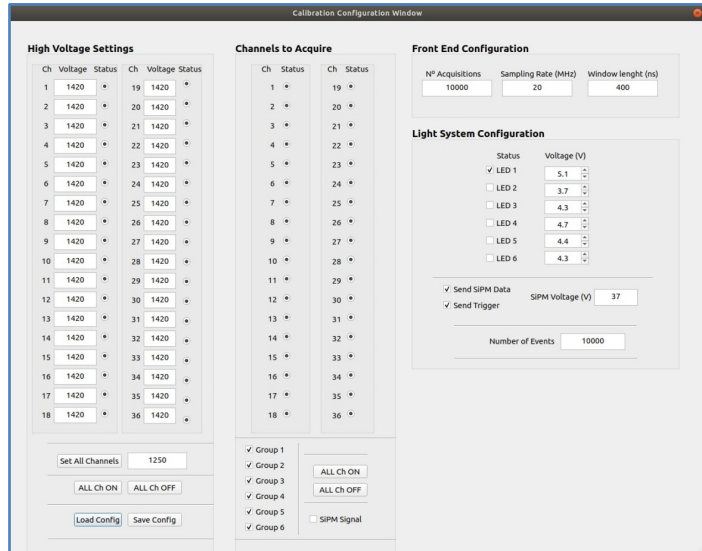 Calibration Configuration Window
High Voltage Settings
Ch Voltage Status Ch Voltage Status
1 1420 19 1420
2 1420 20 1420
3 1420 21 1420
4 1420 22 1420
5 1420 23 1420
6 1420 24 1420
7 1420 25 1420
8 1420 26 1420
9 1420 27 1420
10 1420 28 1420
11 1420 29 1420
12 1420 30 1420
13 1420 31 1420
14 1420 32 1420
15 1420 33 1420
16 1420 34 1420
17 1420 35 1420
18 1420 36 1420
Set All Channels 1250
ALL Ch ON ALL Ch OFF
Load Config Save Config
Channels to Acquire
Ch Status Ch Status
1 19
2 20
3 21
4 22
5 23
6 24
7 25
8 26
9 27
10 28
11 29
12 30
13 31
14 32
15 33
16 34
17 35
18 36
Group 1
Group 2
Group 3
Group 4
Group 5
Group 6
ALL Ch ON
ALL Ch OFF
SiPM Signal
Front End Configuration
Nº Acquisitions Sampling Rate (MHz) Window lenght (ns)
10000 20 400
Light System Configuration
Status Voltage (V)
LED 1 5.1
LED 2 3.7
LED 3 4.3
LED 4 4.7
LED 5 4.4
LED 6 4.3
Send SiPM Data
Send Trigger
SiPM Voltage (V) 37
Number of Events 10000